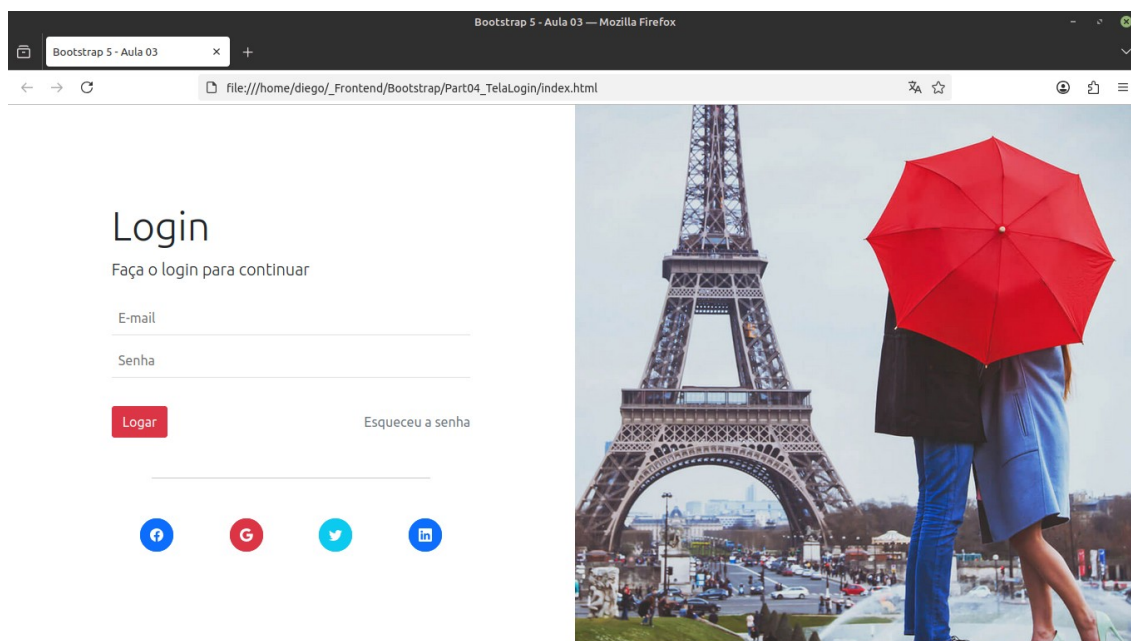 Bootstrap 5 - Aula 03 — Mozilla Firefox
Bootstrap 5 - Aula 03
file:///home/diego/_Frontend/Bootstrap/Part04_TelaLogin/index.html
Login
Faça o login para continuar
E-mail
Senha
Logar
Esqueceu a senha